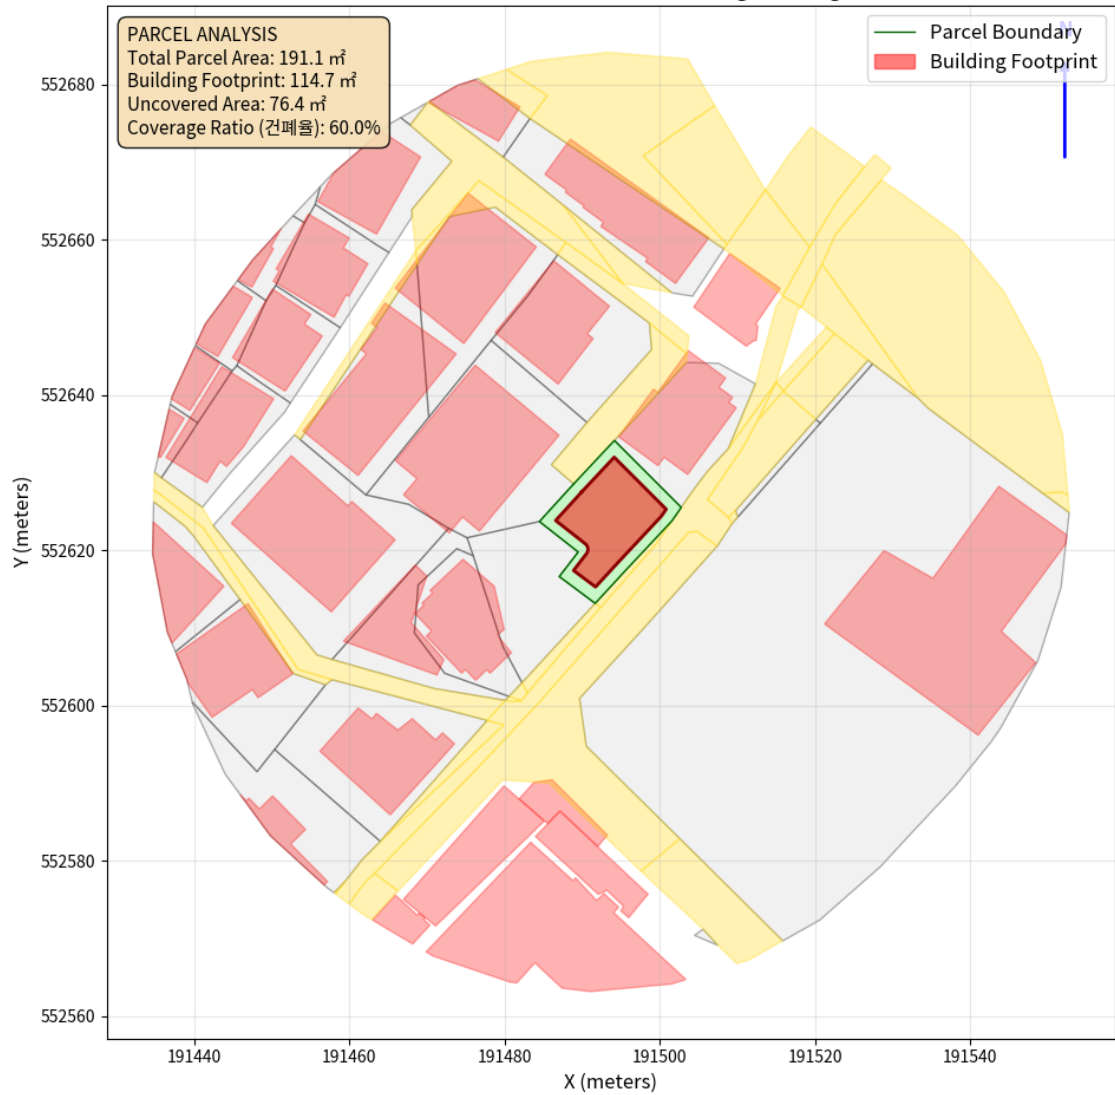 PARCEL ANALYSIS
Total Parcel Area: 191.1 ㎡
Building Footprint: 114.7 ㎡
Uncovered Area: 76.4 ㎡
Coverage Ratio (건폐율): 60.0%
Parcel Boundary
Building Footprint
N
552680
552660
552640
552620
552600
552580
552560
Y (meters)
191440 191460 191480 191500 191520 191540
X (meters)